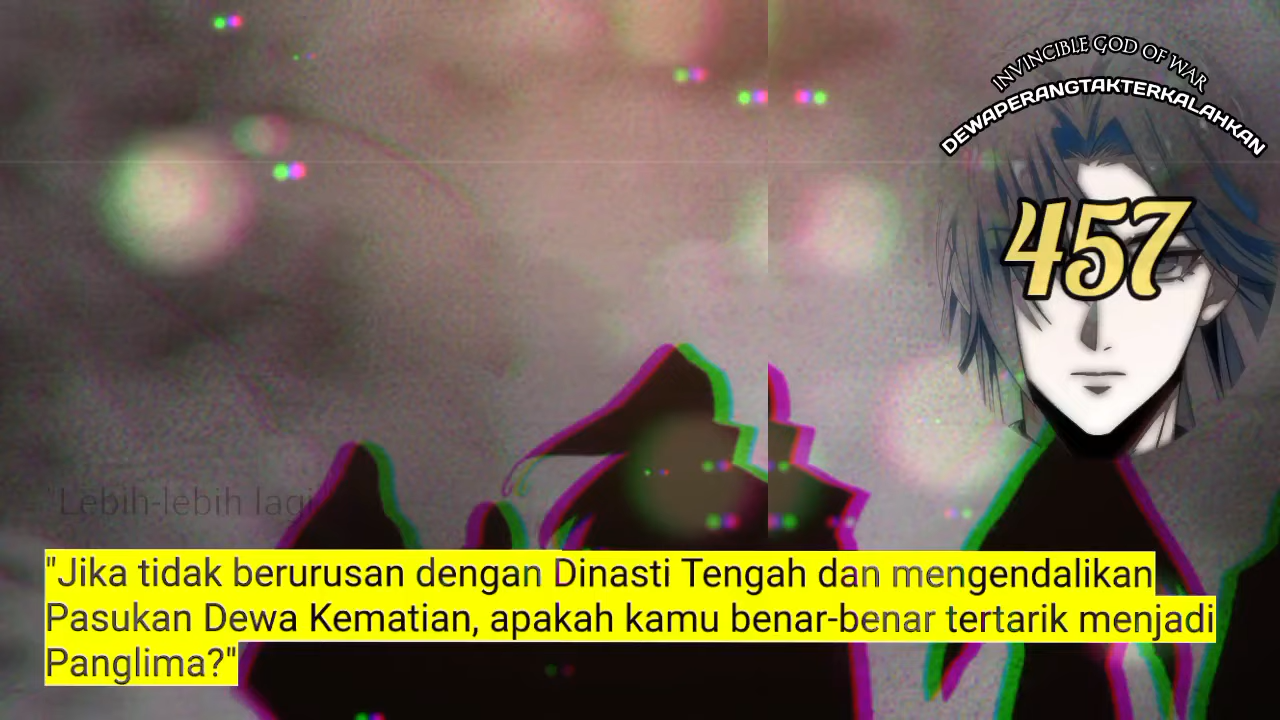 INVINCIBLE GOD OF WAR
DEWAPERANGTAKTERKALAHKAN
457
"Lebih-lebih lagi,"
"Jika tidak berurusan dengan Dinasti Tengah dan mengendalikan
Pasukan Dewa Kematian, apakah kamu benar-benar tertarik menjadi
Panglima?"